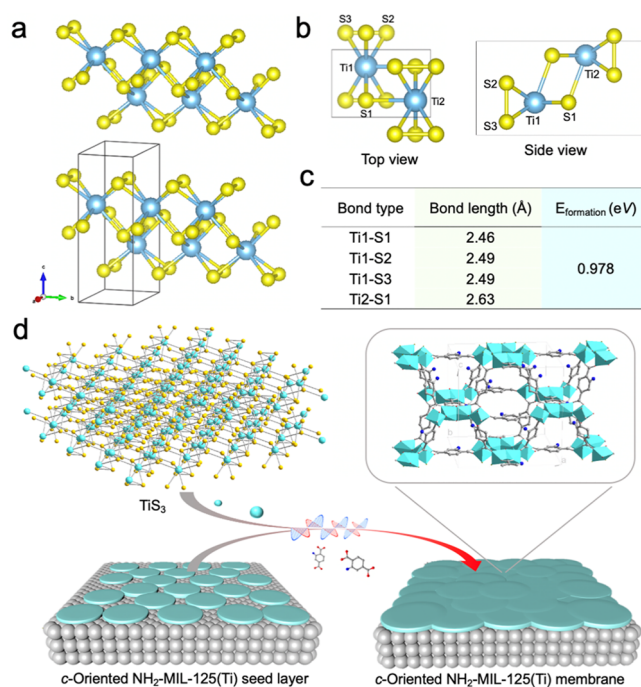 a
b
S3 S2
Ti1
S1
Ti2
Top view
S2
S3
Ti1
S1
Ti2
Side view
c
Bond type Bond length (Å) Eformation (eV)
Ti1-S1 2.46
Ti1-S2 2.49
Ti1-S3 2.49
Ti2-S1 2.63
0.978
c
b
d
TiS₃
c-Oriented NH₂-MIL-125(Ti) seed layer
c-Oriented NH₂-MIL-125(Ti) membrane